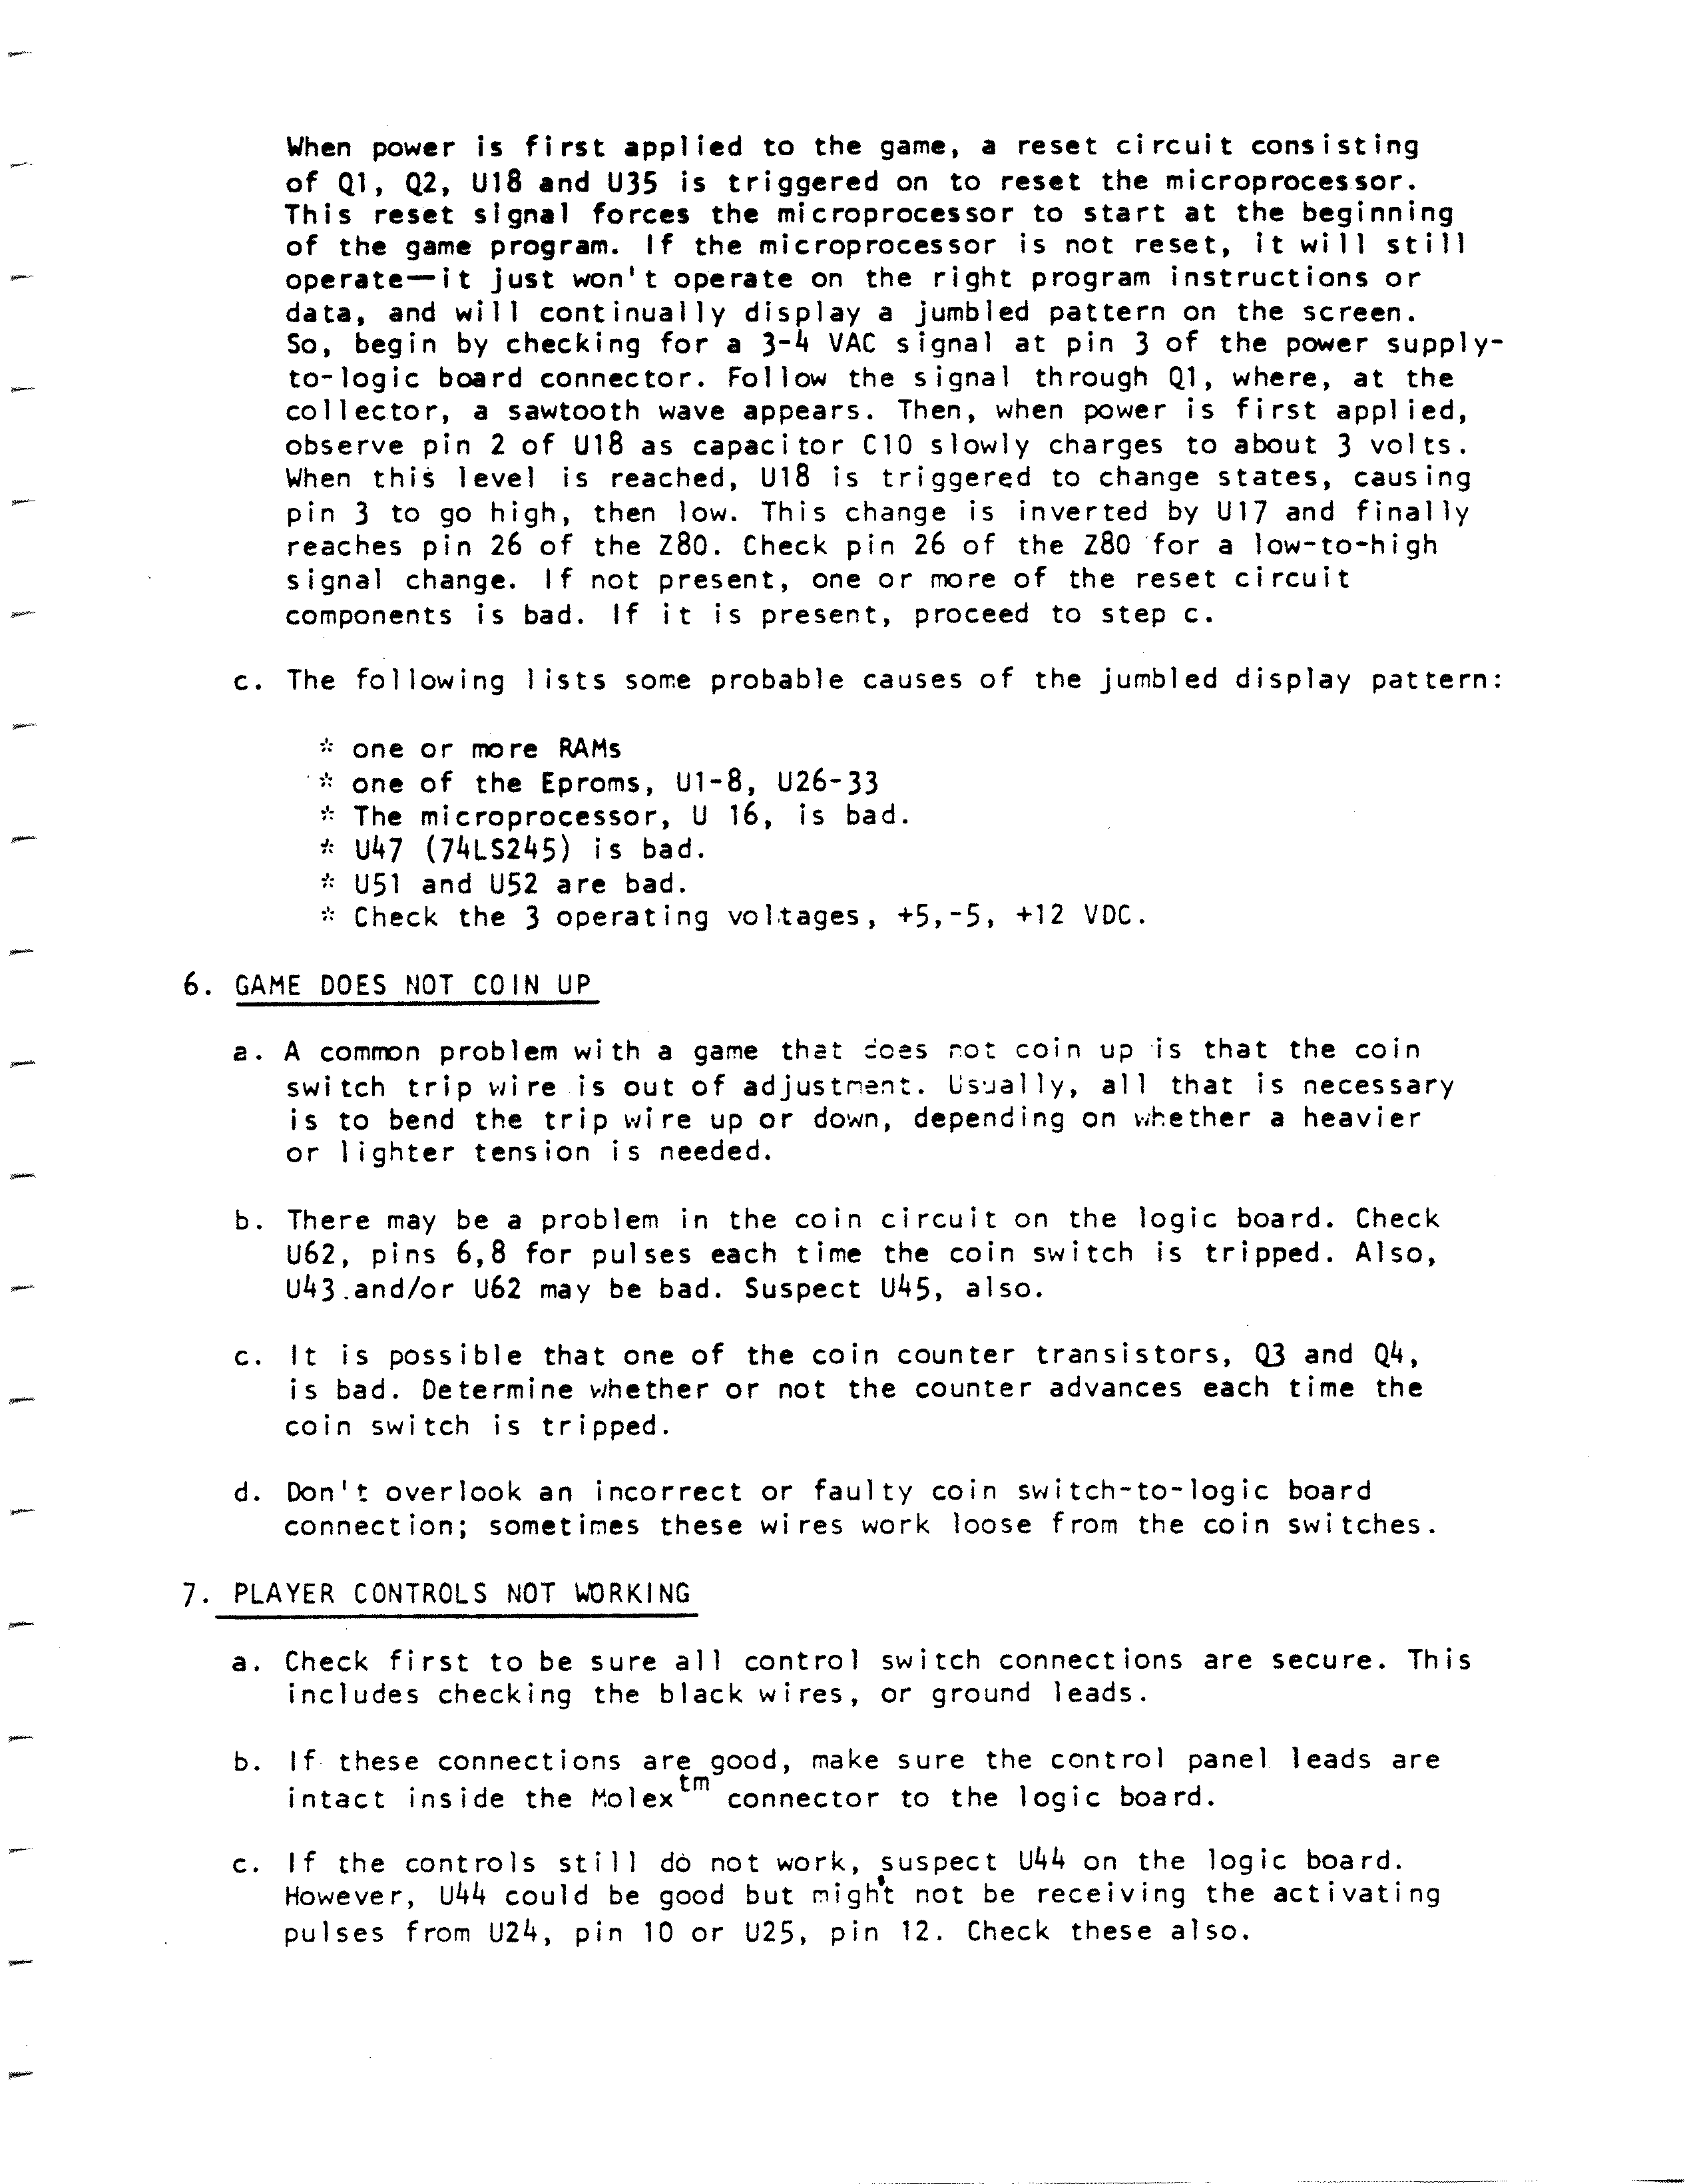 When power is first applied to the game, a reset circuit consisting
of Q1, Q2, U18 and U35 is triggered on to reset the microprocessor.
This reset signal forces the microprocessor to start at the beginning
of the game program. If the microprocessor is not reset, it will still
operate—it just won't operate on the right program instructions or
data, and will continually display a jumbled pattern on the screen.
So, begin by checking for a 3-4 VAC signal at pin 3 of the power supply-
to-logic board connector. Follow the signal through Q1, where, at the
collector, a sawtooth wave appears. Then, when power is first applied,
observe pin 2 of U18 as capacitor C10 slowly charges to about 3 volts.
When this level is reached, U18 is triggered to change states, causing
pin 3 to go high, then low. This change is inverted by U17 and finally
reaches pin 26 of the Z80. Check pin 26 of the Z80 for a low-to-high
signal change. If not present, one or more of the reset circuit
components is bad. If it is present, proceed to step c.
c. The following lists some probable causes of the jumbled display pattern:
* one or more RAMs
* one of the Eproms, U1-8, U26-33
* The microprocessor, U 16, is bad.
* U47 (74LS245) is bad.
* U51 and U52 are bad.
* Check the 3 operating voltages, +5,-5, +12 VDC.
6. GAME DOES NOT COIN UP
a. A common problem with a game that does not coin up is that the coin
switch trip wire is out of adjustment. Usually, all that is necessary
is to bend the trip wire up or down, depending on whether a heavier
or lighter tension is needed.
b. There may be a problem in the coin circuit on the logic board. Check
U62, pins 6,8 for pulses each time the coin switch is tripped. Also,
U43 and/or U62 may be bad. Suspect U45, also.
c. It is possible that one of the coin counter transistors, Q3 and Q4,
is bad. Determine whether or not the counter advances each time the
coin switch is tripped.
d. Don't overlook an incorrect or faulty coin switch-to-logic board
connection; sometimes these wires work loose from the coin switches.
7. PLAYER CONTROLS NOT WORKING
a. Check first to be sure all control switch connections are secure. This
includes checking the black wires, or ground leads.
b. If these connections are good, make sure the control panel leads are
intact inside the Molex tm connector to the logic board.
c. If the controls still do not work, suspect U44 on the logic board.
However, U44 could be good but might not be receiving the activating
pulses from U24, pin 10 or U25, pin 12. Check these also.